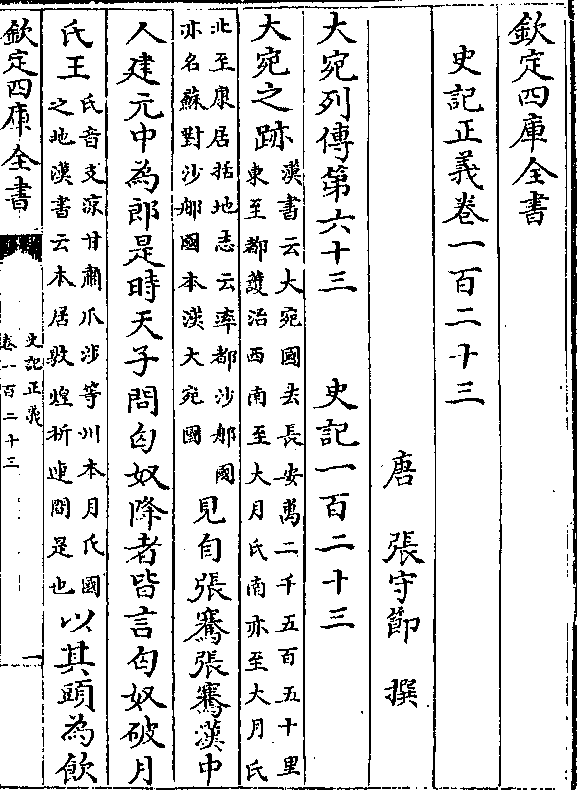 欽定四庫全書
史記正義卷一百二十三
唐 張守節 撰
大宛列傳第六十三 史記一百二十三
大宛之跡 漢書云大宛國去長安萬二千五百五十里
東至都護治西南至大月氏南亦至大月氏
北至康居括地志云率都沙郍國
亦名蘇對沙郍國本漢大宛國 見自張騫張騫漢中
人建元中為郎是時天子問匈奴降者皆言匈奴破月
氏王 氏音支涼甘肅瓜沙等州本月氏國
之地漢書云本居敦煌祈連間是也 以其頭為飲
欽定四庫全書
史記正義
卷一百二十三
一